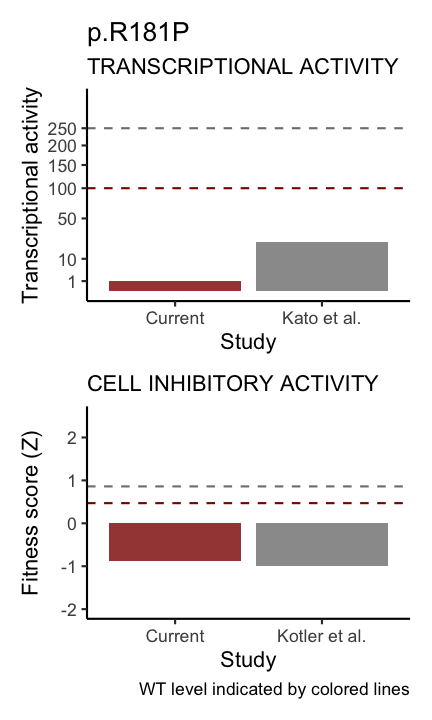 p.R181P
TRANSCRIPTIONAL ACTIVITY
Transcriptional activity
250
200
150
100
50
10
1
Current
Kato et al.
Study
CELL INHIBITORY ACTIVITY
Fitness score (Z)
2
1
0
-1
-2
Current
Kotler et al.
Study
WT level indicated by colored lines